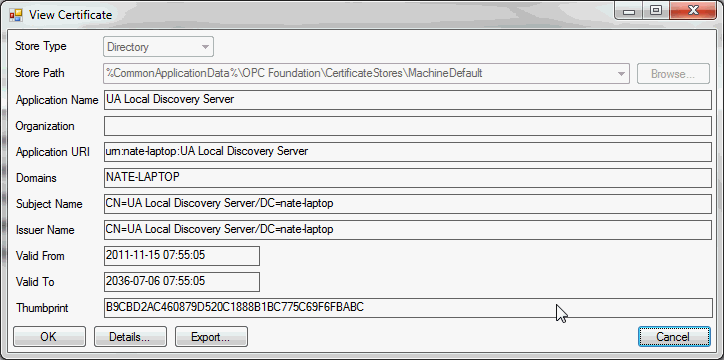 View Certificate
Store Type Directory
Store Path %CommonApplicationData%\OPC Foundation\CertificateStores\MachineDefault Browse...
Application Name UA Local Discovery Server
Organization
Application URI urn:nate-laptop:UA Local Discovery Server
Domains NATE-LAPTOP
Subject Name CN=UA Local Discovery Server/DC=nate-laptop
Issuer Name CN=UA Local Discovery Server/DC=nate-laptop
Valid From 2011-11-15 07:55:05
Valid To 2036-07-06 07:55:05
Thumbprint B9CBD2AC460879D520C1888B1BC775C69F6FBABC
OK Details... Export... Cancel